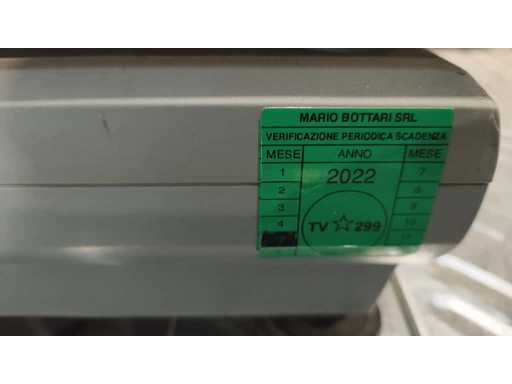 MARIO BOTTARI SRL
VERIFICAZIONE PERIODICA SCADENZA
MESE ANNO MESE
1 2022 7
2 8
3 9
4 TV ☆ 299 10